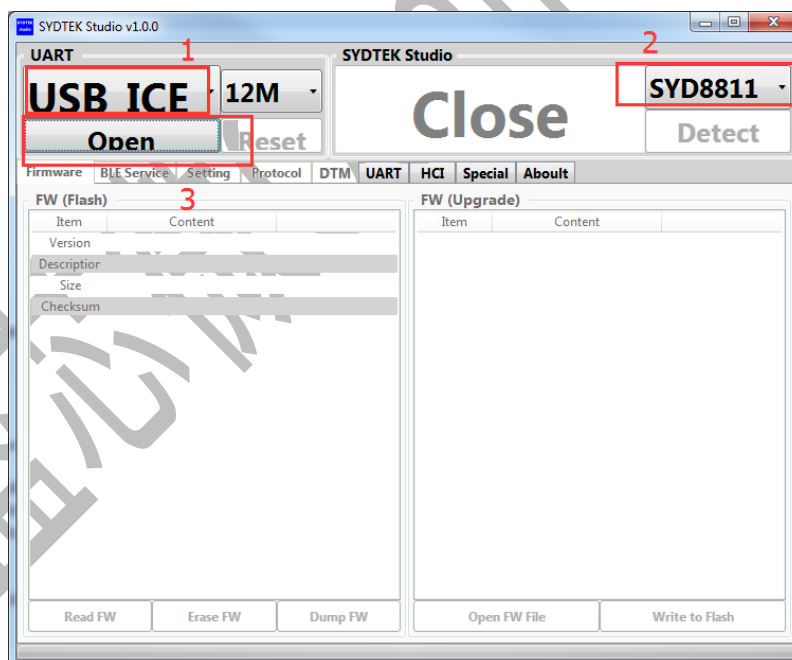 SYDTEK Studio v1.0.0
1
2
UART
SYDTEK Studio
USB ICE
12M
Close
SYD8811
Open
Reset
Detect
Firmware BLE Service Setting Protocol DTM UART HCI Special Aboult
3
FW (Flash)
FW (Upgrade)
Item Content
Item Content
Version
Description
Size
Checksum
Read FW Erase FW Dump FW
Open FW File Write to Flash